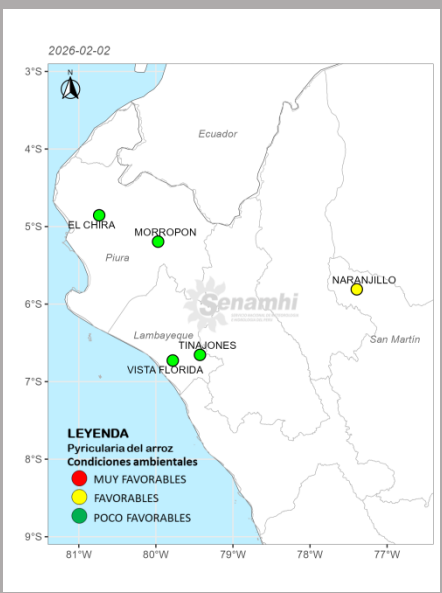 2026-02-02
N
3°S
4°S
5°S
6°S
7°S
8°S
9°S
Ecuador
EL CHIRA
MORROPON
Piura
NARANJILLO
Senamhi
Lambayeque
TINAJONES
San Martín
VISTA FLORIDA
LEYENDA
Pyricularia del arroz
Condiciones ambientales
MUY FAVORABLES
FAVORABLES
POCO FAVORABLES
81°W 80°W 79°W 78°W 77°W